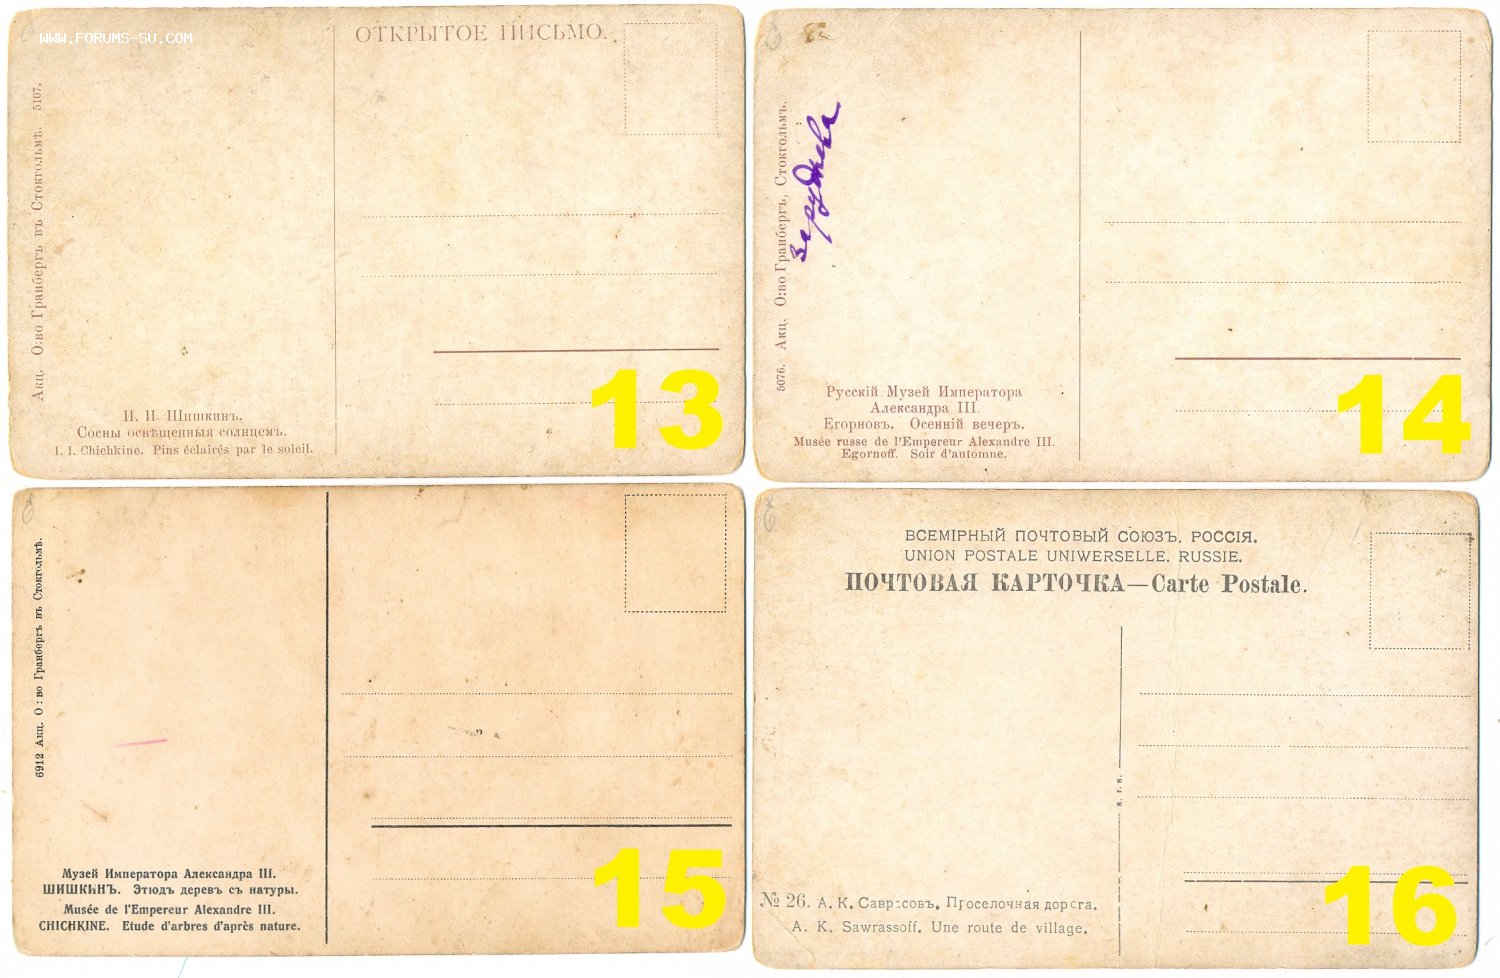 WWW.FORUMS-SU.COM
ОТКРЫТОЕ ПИСЬМО.
Акц. О:во Гранбергъ въ Стокгольмѣ. 5107.
И. И. Шишкинъ.
Сосны освѣщенныя солнцемъ.
I. I. Chichkine. Pins éclairés par le soleil.
13
5076. Акц. О:во Гранбергъ, Стокгольмъ.
Русскій Музей Императора
Александра III.
Егорновъ. Осенній вечеръ.
Musée russe de l'Empereur Alexandre III.
Egornoff. Soir d'automne.
14
6912 Акц. О:во Гранбергъ въ Стокгольмѣ.
Музей Императора Александра III.
ШИШКИНЪ. Этюдъ деревъ съ натуры.
Musée de l'Empereur Alexandre III.
CHICHKINE. Etude d'arbres d'après nature.
15
ВСЕМІРНЫЙ ПОЧТОВЫЙ СОЮЗЪ. РОССІЯ.
UNION POSTALE UNIWERSELLE. RUSSIE.
ПОЧТОВАЯ КАРТОЧКА—Carte Postale.
№ 26. А. К. Саврасовъ. Проселочная дорога.
A. K. Sawrassoff. Une route de village.
16